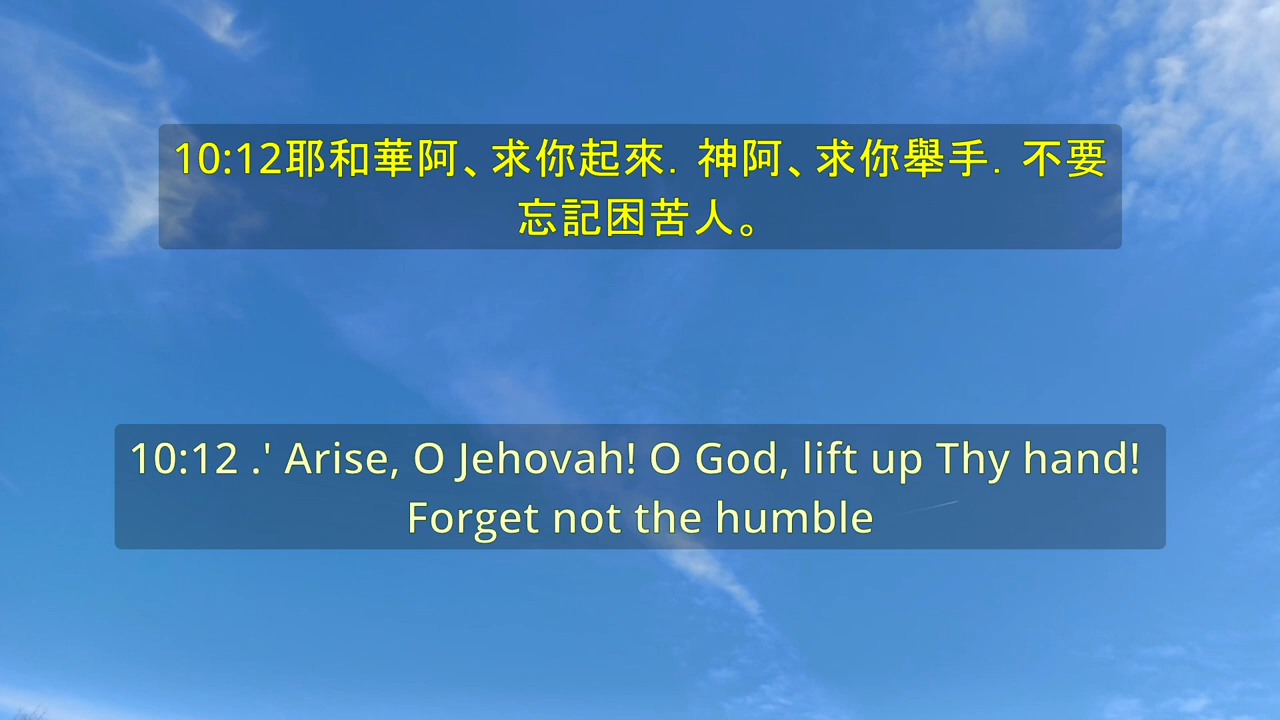 10:12耶和華阿、求你起來．神阿、求你舉手．不要
忘記困苦人。
10:12 .' Arise, O Jehovah! O God, lift up Thy hand!
Forget not the humble